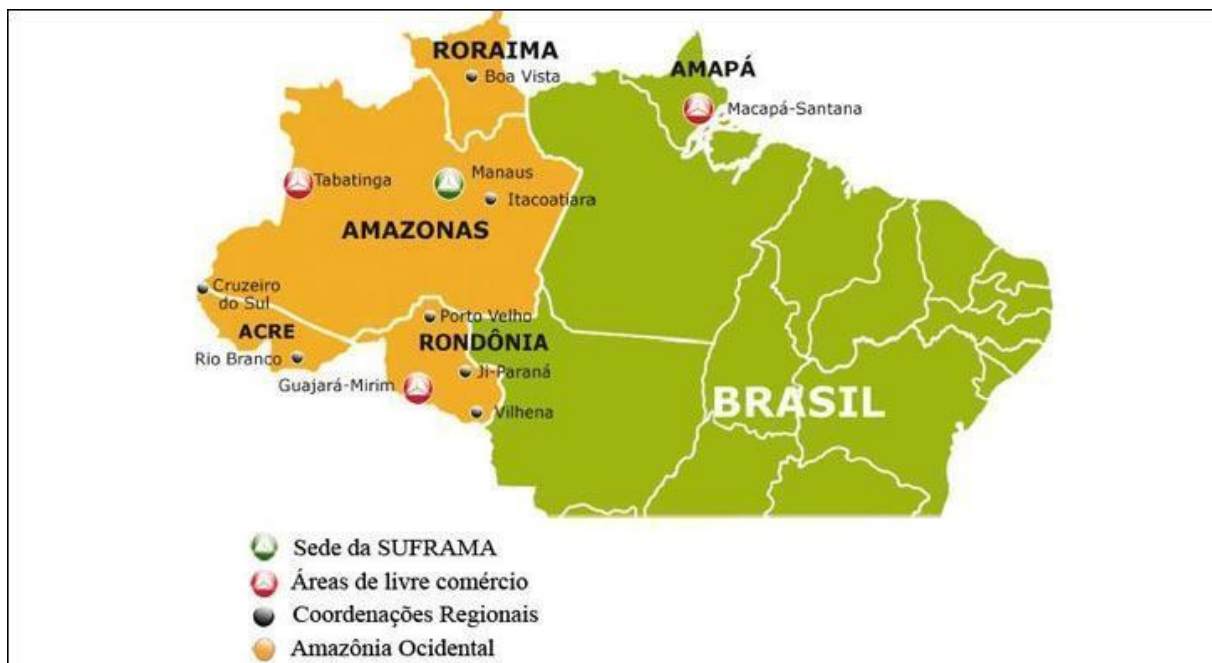 RORAIMA
Boa Vista
AMAPÁ
Macapá-Santana
Tabatinga
Manaus
Itacoatiara
AMAZONAS
Cruzeiro
do Sul
ACRE
Rio Branco
Porto Velho
RONDÔNIA
Ji-Paraná
Guajará-Mirim
Vilhena
BRASIL
Sede da SUFRAMA
Áreas de livre comércio
Coordenações Regionais
Amazônia Ocidental